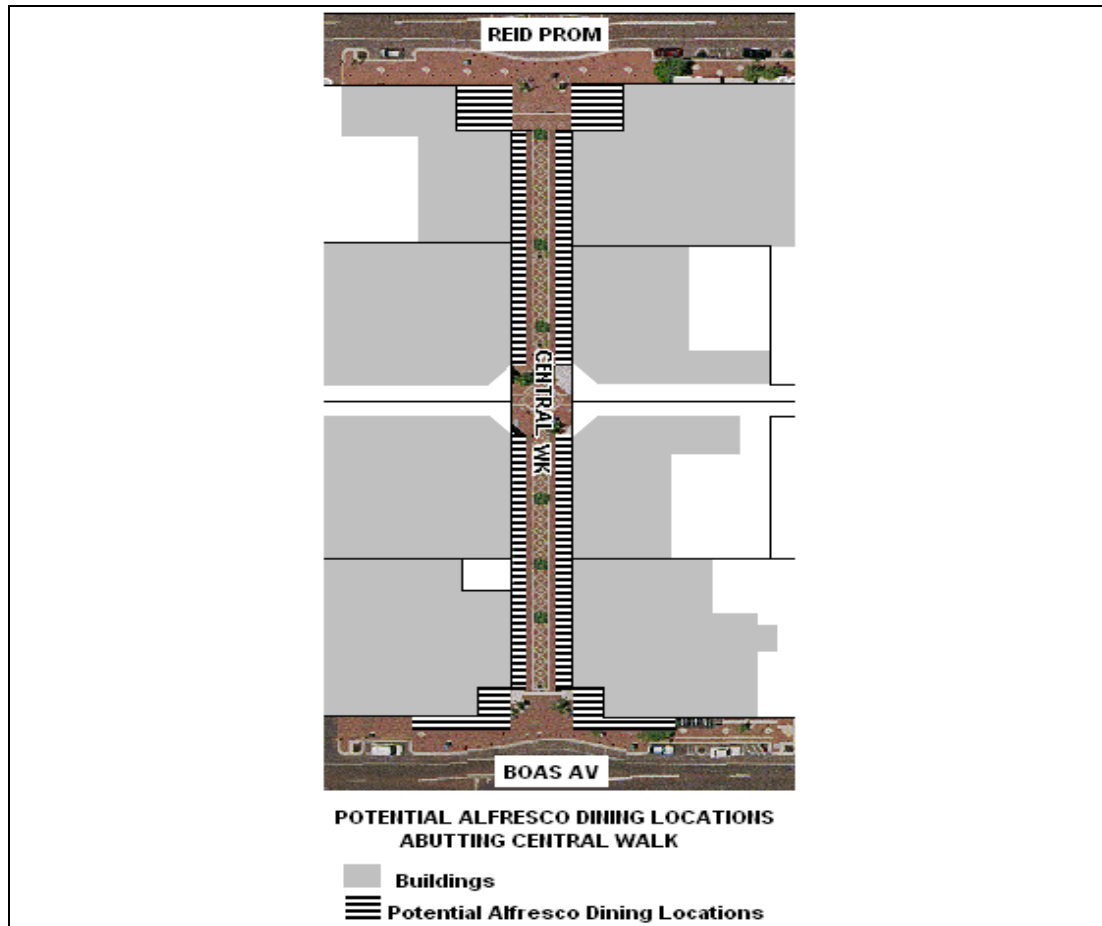 REID PROM
CENTRAL WK
BOAS AV
POTENTIAL ALFRESCO DINING LOCATIONS
ABUTTING CENTRAL WALK
Buildings
Potential Alfresco Dining Locations